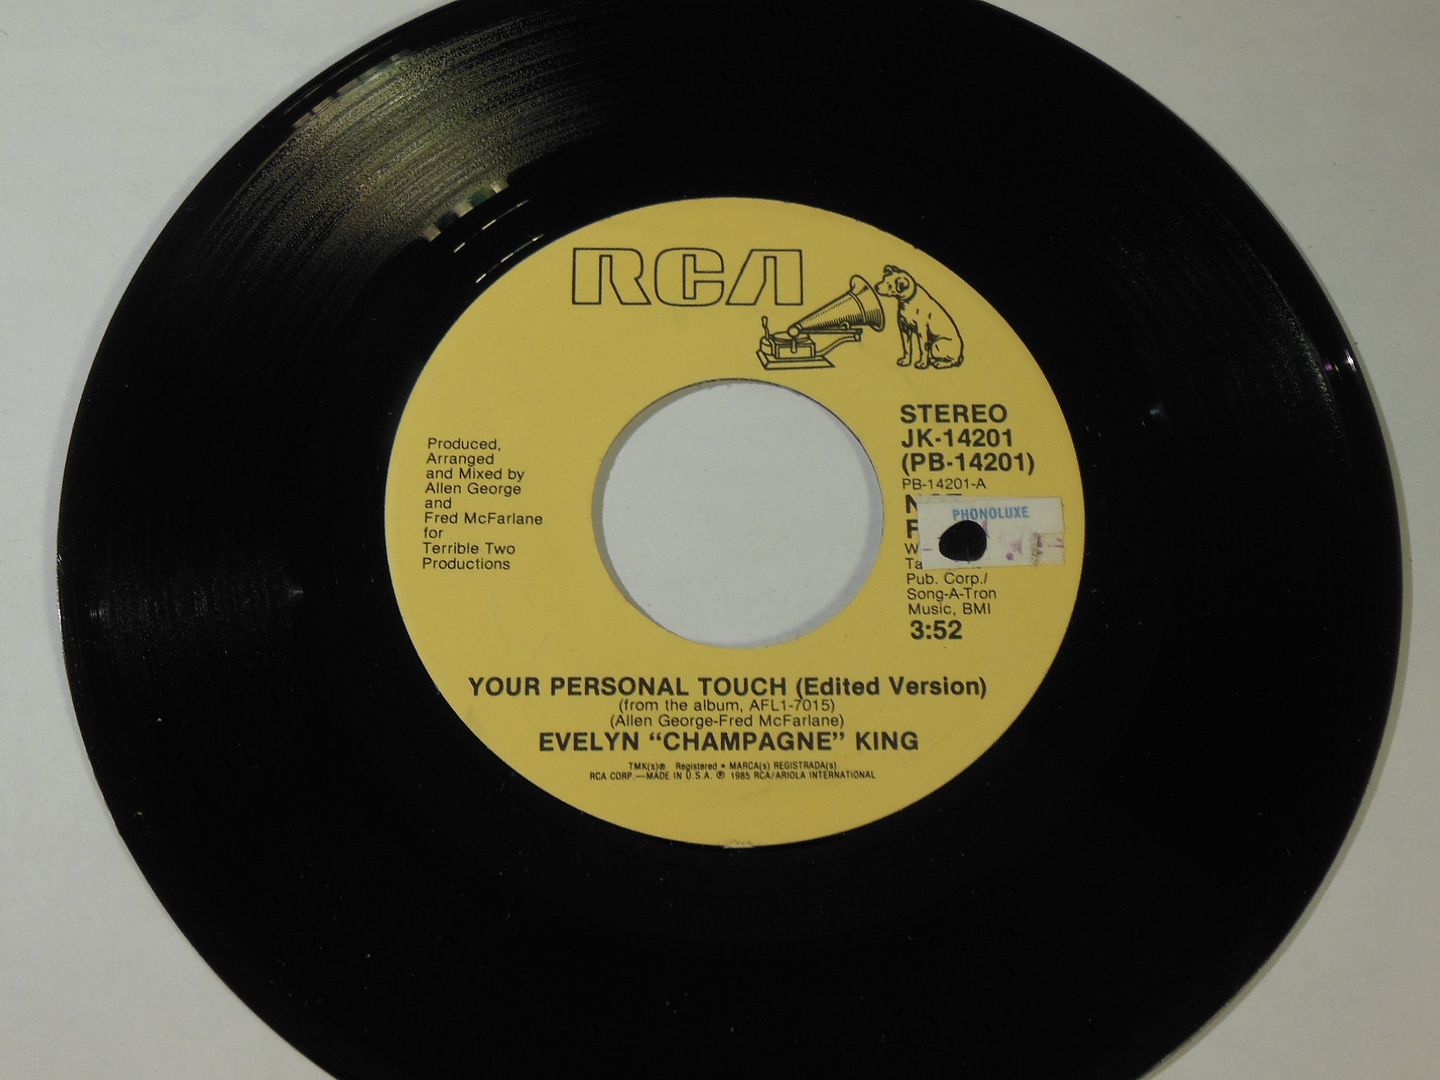 RCA
STEREO
JK-14201
(PB-14201)
PB-14201-A
PHONOLUXE
Pub. Corp./
Song-A-Tron
Music, BMI
3:52
Produced,
Arranged
and Mixed by
Allen George
and
Fred McFarlane
for
Terrible Two
Productions
YOUR PERSONAL TOUCH (Edited Version)
(from the album, AFL1-7015)
(Allen George-Fred McFarlane)
EVELYN “CHAMPAGNE” KING
TMK(s)® Registered • MARCA(s) REGISTRADA(s)
RCA CORP.—MADE IN U.S.A. ℗ 1985 RCA/ARIOLA INTERNATIONAL